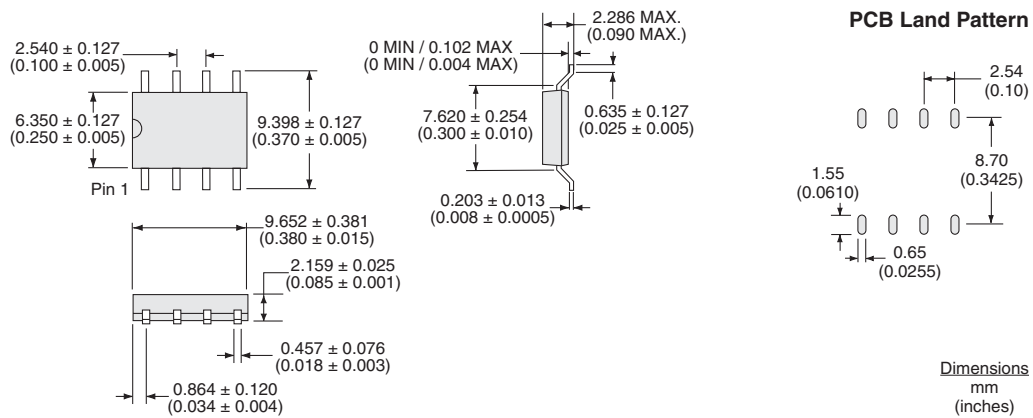 2.540 ± 0.127
(0.100 ± 0.005)
6.350 ± 0.127
(0.250 ± 0.005)
9.398 ± 0.127
(0.370 ± 0.005)
Pin 1
9.652 ± 0.381
(0.380 ± 0.015)
2.159 ± 0.025
(0.085 ± 0.001)
0.457 ± 0.076
(0.018 ± 0.003)
0.864 ± 0.120
(0.034 ± 0.004)
2.286 MAX.
(0.090 MAX.)
0 MIN / 0.102 MAX
(0 MIN / 0.004 MAX)
7.620 ± 0.254
(0.300 ± 0.010)
0.635 ± 0.127
(0.025 ± 0.005)
0.203 ± 0.013
(0.008 ± 0.0005)
PCB Land Pattern
2.54
(0.10)
8.70
(0.3425)
1.55
(0.0610)
0.65
(0.0255)
Dimensions
mm
(inches)